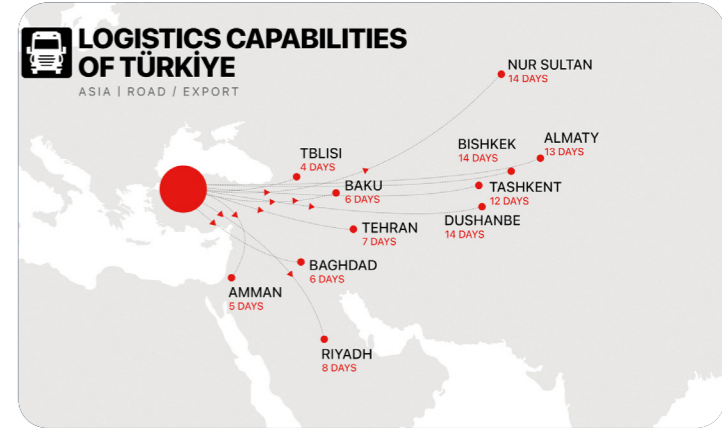 LOGISTICS CAPABILITIES
OF TÜRKİYE
ASIA | ROAD / EXPORT
NUR SULTAN
14 DAYS
BISHKEK
14 DAYS
ALMATY
13 DAYS
TBLISI
4 DAYS
BAKU
6 DAYS
TASHKENT
12 DAYS
DUSHANBE
14 DAYS
TEHRAN
7 DAYS
BAGHDAD
6 DAYS
AMMAN
5 DAYS
RIYADH
8 DAYS